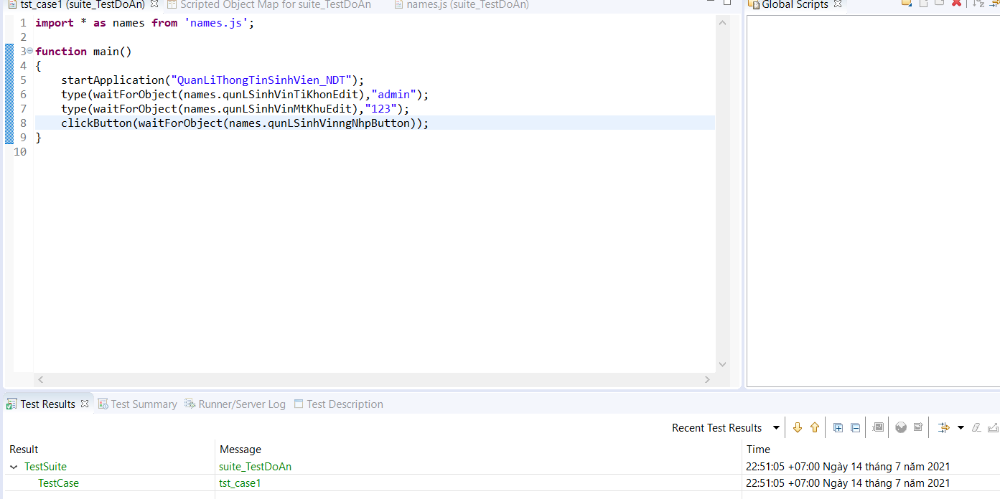 tst_case1 (suite_TestDoAn) Scripted Object Map for suite_TestDoAn names.js (suite_TestDoAn) Global Scripts
1 import * as names from 'names.js';
2
3 function main()
4 {
5 startApplication("QuanLiThongTinSinhVien_NDT");
6 type(waitForObject(names.qunLSinhVinTiKhonEdit),"admin");
7 type(waitForObject(names.qunLSinhVinMtKhuEdit),"123");
8 clickButton(waitForObject(names.qunLSinhVinngNhpButton));
9 }
10
Test Results Test Summary Runner/Server Log Test Description
Recent Test Results
Result Message Time
TestSuite suite_TestDoAn 22:51:05 +07:00 Ngày 14 tháng 7 năm 2021
TestCase tst_case1 22:51:05 +07:00 Ngày 14 tháng 7 năm 2021